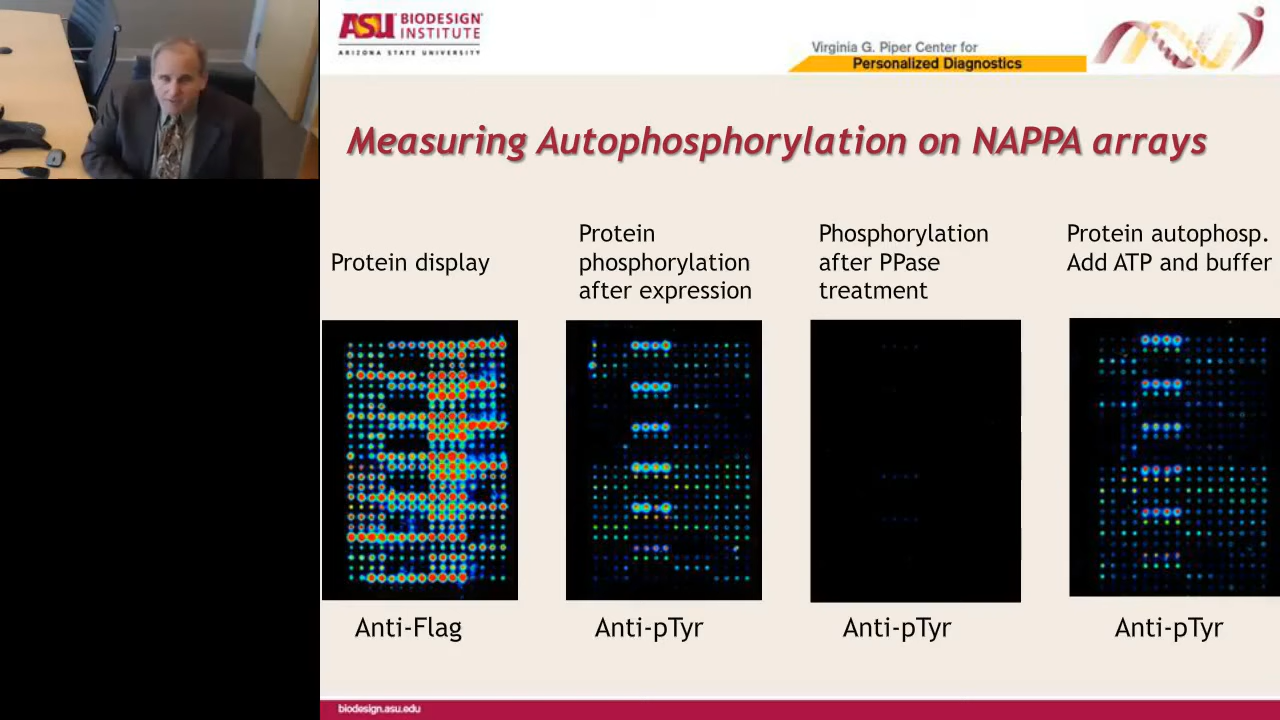 ASU BIODESIGN INSTITUTE
ARIZONA STATE UNIVERSITY
Virginia G. Piper Center for
Personalized Diagnostics
Measuring Autophosphorylation on NAPPA arrays
Protein display
Protein
phosphorylation
after expression
Phosphorylation
after PPase
treatment
Protein autophosp.
Add ATP and buffer
Anti-Flag
Anti-pTyr
Anti-pTyr
Anti-pTyr
biodesign.asu.edu